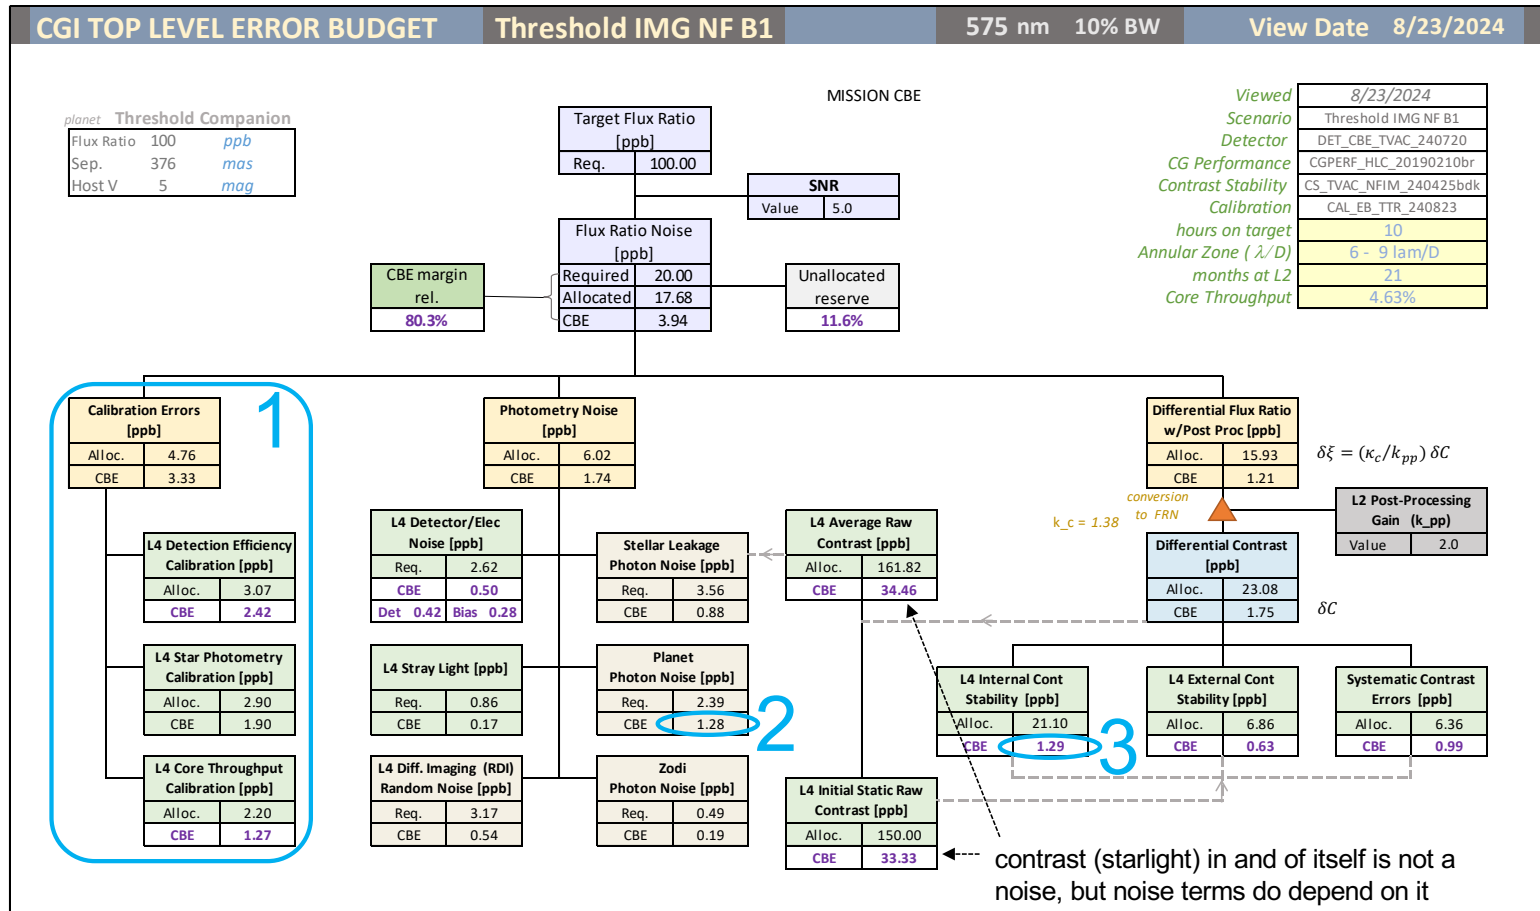 CGI TOP LEVEL ERROR BUDGET Threshold IMG NF B1 575 nm 10% BW View Date 8/23/2024
MISSION CBE
planet Threshold Companion
Flux Ratio 100 ppb
Sep. 376 mas
Host V 5 mag
Target Flux Ratio
[ppb]
Req. 100.00
SNR
Value 5.0
Flux Ratio Noise
[ppb]
Required 20.00
Allocated 17.68
CBE 3.94
CBE margin
rel.
80.3%
Unallocated
reserve
11.6%
Viewed 8/23/2024
Scenario Threshold IMG NF B1
Detector DET_CBE_TVAC_240720
CG Performance CGPERF_HLC_20190210br
Contrast Stability CS_TVAC_NFIM_240425bdk
Calibration CAL_EB_TTR_240823
hours on target 10
Annular Zone ( λ/D) 6 - 9 lam/D
months at L2 21
Core Throughput 4.63%
1
Calibration Errors
[ppb]
Alloc. 4.76
CBE 3.33
L4 Detection Efficiency
Calibration [ppb]
Alloc. 3.07
CBE 2.42
L4 Star Photometry
Calibration [ppb]
Alloc. 2.90
CBE 1.90
L4 Core Throughput
Calibration [ppb]
Alloc. 2.20
CBE 1.27
Photometry Noise
[ppb]
Alloc. 6.02
CBE 1.74
L4 Detector/Elec
Noise [ppb]
Req. 2.62
CBE 0.50
Det 0.42 Bias 0.28
Stellar Leakage
Photon Noise [ppb]
Req. 3.56
CBE 0.88
L4 Stray Light [ppb]
Req. 0.86
CBE 0.17
Planet
Photon Noise [ppb]
Req. 2.39
CBE 1.28
2
L4 Diff. Imaging (RDI)
Random Noise [ppb]
Req. 3.17
CBE 0.54
Zodi
Photon Noise [ppb]
Req. 0.49
CBE 0.19
L4 Average Raw
Contrast [ppb]
Alloc. 161.82
CBE 34.46
L4 Initial Static Raw
Contrast [ppb]
Alloc. 150.00
CBE 33.33
Differential Flux Ratio
w/Post Proc [ppb]
Alloc. 15.93
CBE 1.21
δξ = (κc/kpp) δC
conversion
to FRN
k_c = 1.38
L2 Post-Processing
Gain (k_pp)
Value 2.0
Differential Contrast
[ppb]
Alloc. 23.08
CBE 1.75
δC
L4 Internal Cont
Stability [ppb]
Alloc. 21.10
CBE 1.29
3
L4 External Cont
Stability [ppb]
Alloc. 6.86
CBE 0.63
Systematic Contrast
Errors [ppb]
Alloc. 6.36
CBE 0.99
contrast (starlight) in and of itself is not a
noise, but noise terms do depend on it